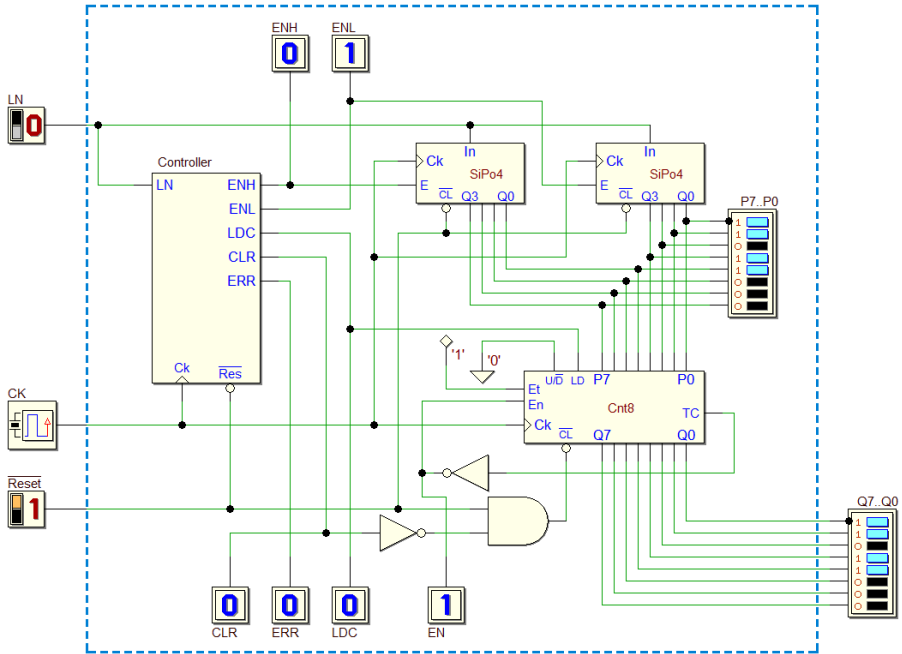 ENH ENL
0 1
LN
0
In In
Controller
Ck SiPo4 Ck SiPo4
LN ENH E E
CL Q3 Q0 CL Q3 Q0
P7..P0
ENL
LDC
CLR
ERR
1
1
0
1
1
0
0
0
'1' '0'
Ck Res
U/D LD P7 P0
Et
En Cnt8
TC
Ck CL Q7 Q0
CK
Reset
1
Q7..Q0
1
1
0
1
1
0
0
0
0 0 0 1
CLR ERR LDC EN